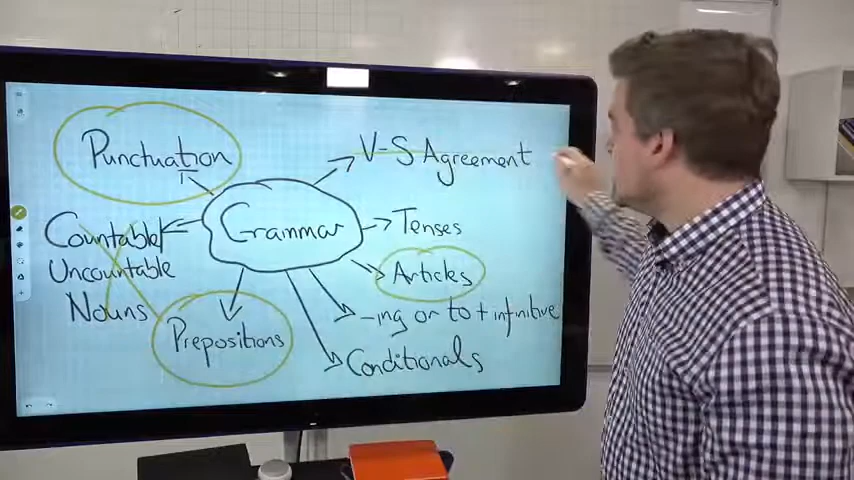 Punctuation
V-S Agreement
Countable/
Uncountable
Nouns
Grammar
Tenses
Articles
Prepositions
-ing or to + infinitive
Conditionals